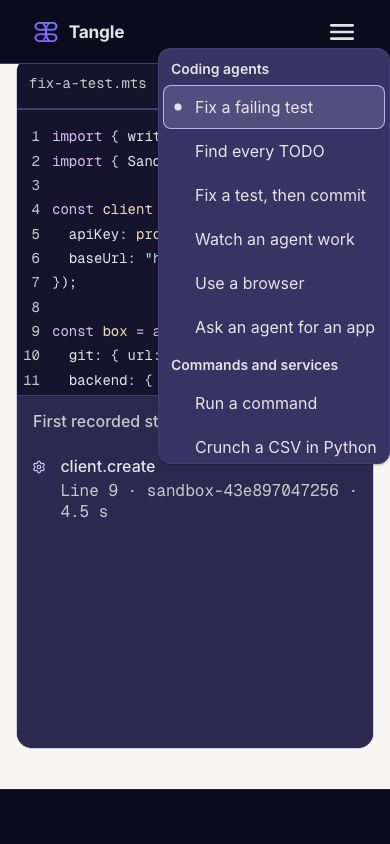 Tangle
Coding agents
fix-a-test.mts
Fix a failing test
Find every TODO
Fix a test, then commit
Watch an agent work
Use a browser
Ask an agent for an app
Commands and services
Run a command
Crunch a CSV in Python
1 import { writ
2 import { Sand
3
4 const client
5 apiKey: pro
6 baseUrl: "h
7 });
8
9 const box = a
10 git: { url:
11 backend: {
First recorded st
client.create
Line 9 · sandbox-43e897047256 ·
4.5 s